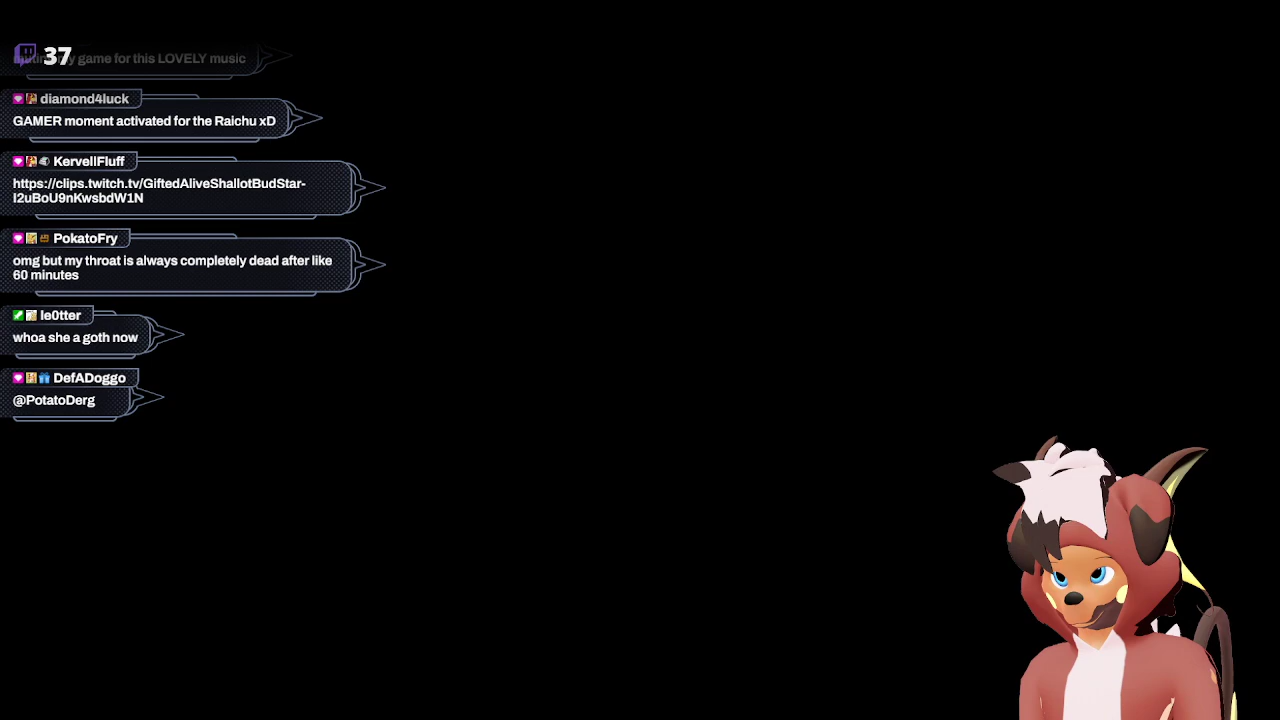 37
game for this LOVELY music
diamond4luck
GAMER moment activated for the Raichu xD
KervellFluff
https://clips.twitch.tv/GiftedAliveShallotBudStar-
I2uBoU9nKwsbdW1N
PokatoFry
omg but my throat is always completely dead after like
60 minutes
le0tter
whoa she a goth now
DefADoggo
@PotatoDerg